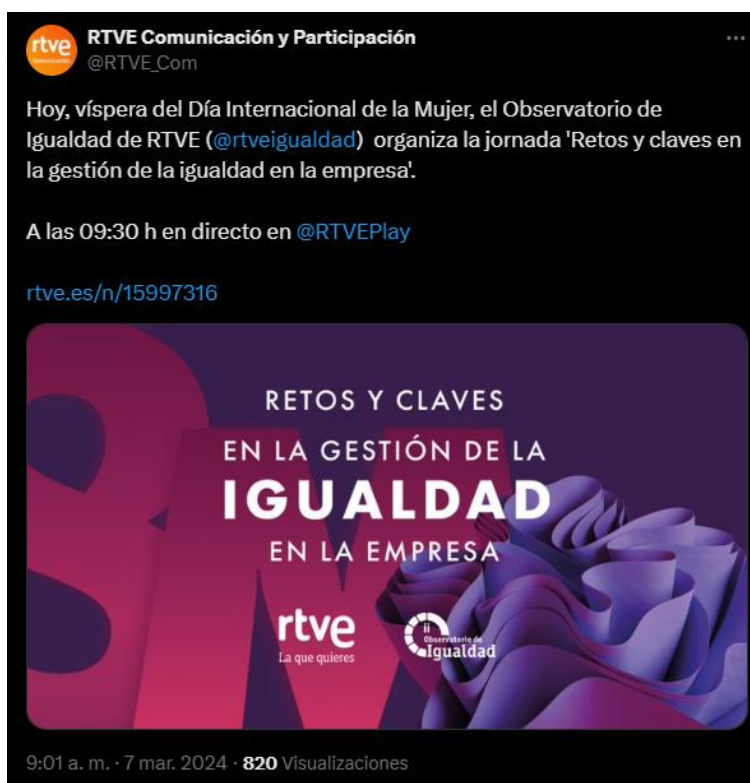 rtve
Comunicación
RTVE Comunicación y Participación
@RTVE_Com
Hoy, víspera del Día Internacional de la Mujer, el Observatorio de
Igualdad de RTVE (@rtveigualdad) organiza la jornada 'Retos y claves en
la gestión de la igualdad en la empresa'.
A las 09:30 h en directo en @RTVEPlay
rtve.es/n/15997316
8M
RETOS Y CLAVES
EN LA GESTIÓN DE LA
IGUALDAD
EN LA EMPRESA
rtve
La que quieres
Observatorio de
Igualdad
9:01 a. m. · 7 mar. 2024 · 820 Visualizaciones